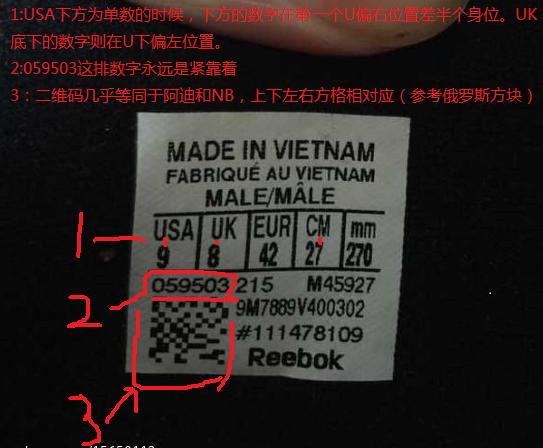 1:USA下方为单数的时候，下方的数字在第一个U偏右位置差半个身位。UK
底下的数字则在U下偏左位置。
2:059503这排数字永远是紧靠着
3：二维码几乎等同于阿迪和NB，上下左右方格相对应（参考俄罗斯方块）
MADE IN VIETNAM
FABRIQUÉ AU VIETNAM
MALE/MÂLE
1 USA UK EUR CM mm
9 8 42 27 270
2 059503 215 M45927
9M7889V400302
#111478109
Reebok
3